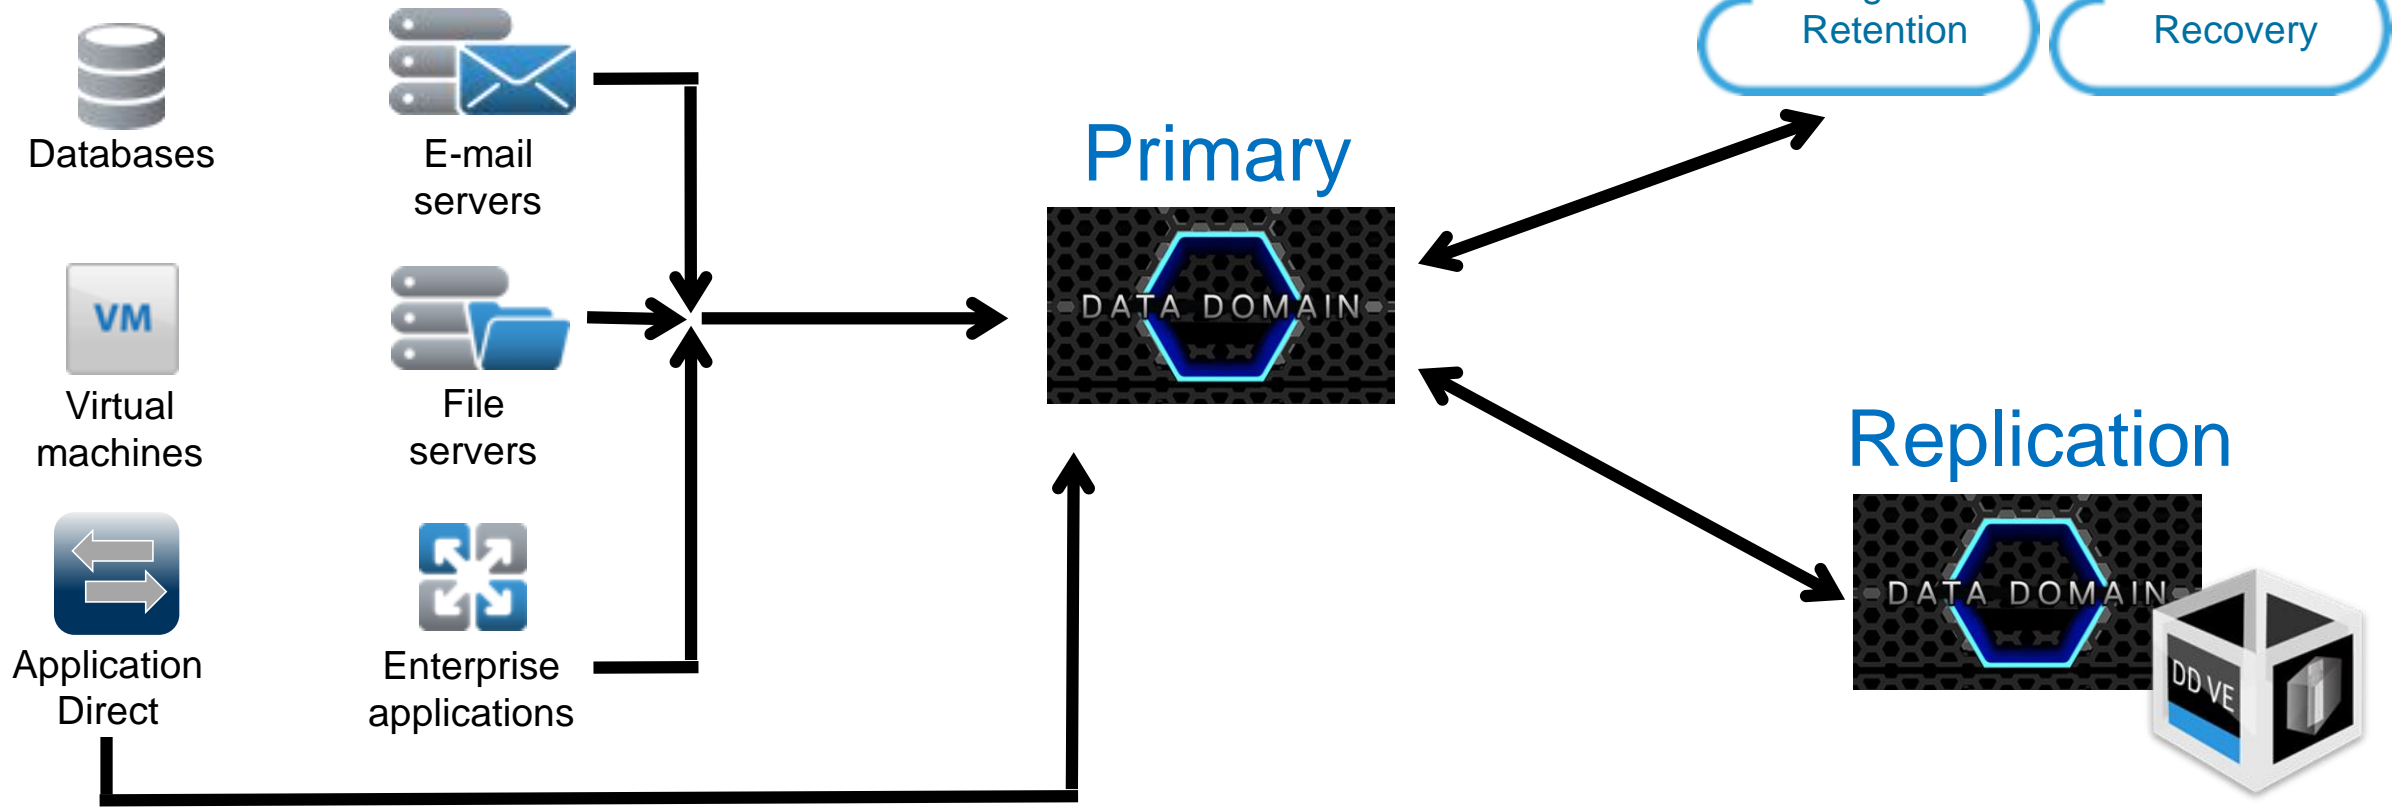 Retention
Recovery
Databases
E-mail
servers
Primary
DATA DOMAIN
VM
Virtual
machines
File
servers
Replication
DATA DOMAIN
DD VE
Application
Direct
Enterprise
applications